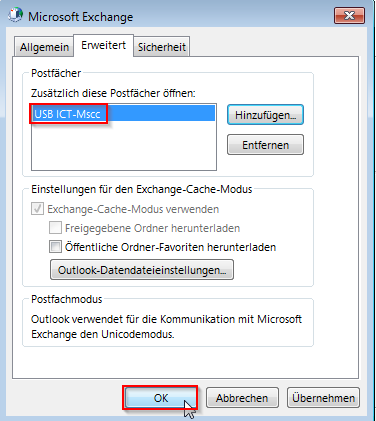 Microsoft Exchange
Allgemein Erweitert Sicherheit
Postfächer
Zusätzlich diese Postfächer öffnen:
USB ICT-Mscc
Hinzufügen...
Entfernen
Einstellungen für den Exchange-Cache-Modus
Exchange-Cache-Modus verwenden
Freigegebene Ordner herunterladen
Öffentliche Ordner-Favoriten herunterladen
Outlook-Datendateieinstellungen...
Postfachmodus
Outlook verwendet für die Kommunikation mit Microsoft
Exchange den Unicodemodus.
OK Abbrechen Übernehmen